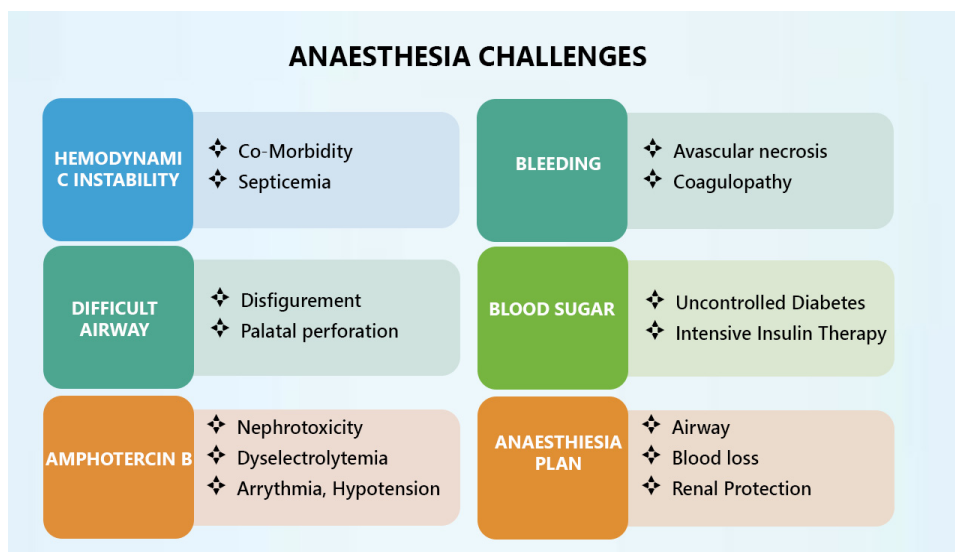 ANAESTHESIA CHALLENGES
HEMODYNAMI
C INSTABILITY
Co-Morbidity
Septicemia
BLEEDING
Avascular necrosis
Coagulopathy
DIFFICULT
AIRWAY
Disfigurement
Palatal perforation
BLOOD SUGAR
Uncontrolled Diabetes
Intensive Insulin Therapy
AMPHOTERCIN B
Nephrotoxicity
Dyselectrolytemia
Arrythmia, Hypotension
ANAESTHIESIA
PLAN
Airway
Blood loss
Renal Protection